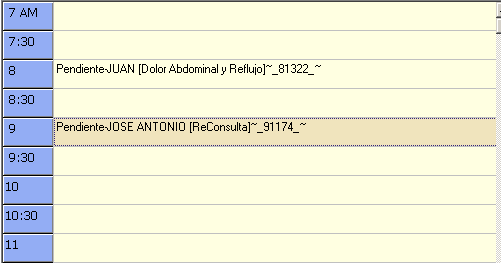 7 AM
7:30
8 Pendiente-JUAN [Dolor Abdominal y Reflujo]~_81322_~
8:30
9 Pendiente-JOSE ANTONIO [ReConsulta]~_91174_~
9:30
10
10:30
11